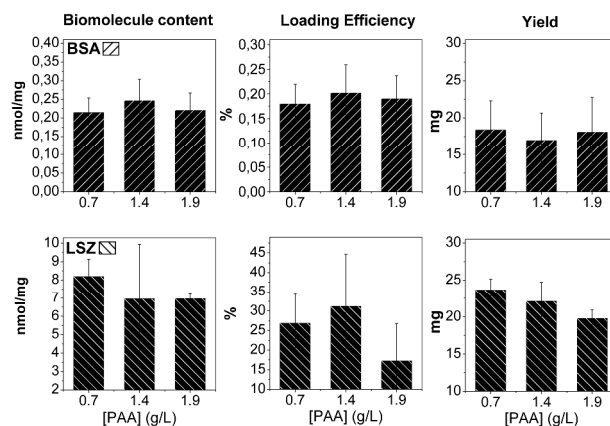 Biomolecule content
Loading Efficiency
Yield
BSA
nmol/mg
0,40
0,35
0,30
0,25
0,20
0,15
0,10
0,05
0,00
0.7 1.4 1.9
%
0,30
0,25
0,20
0,15
0,10
0,05
0,00
0.7 1.4 1.9
mg
25
20
15
10
0.7 1.4 1.9
LSZ
nmol/mg
10
9
8
7
6
5
4
3
2
0.7 1.4 1.9
[PAA] (g/L)
%
45
40
35
30
25
20
15
10
0.7 1.4 1.9
[PAA] (g/L)
mg
30
25
20
15
10
0.7 1.4 1.9
[PAA] (g/L)